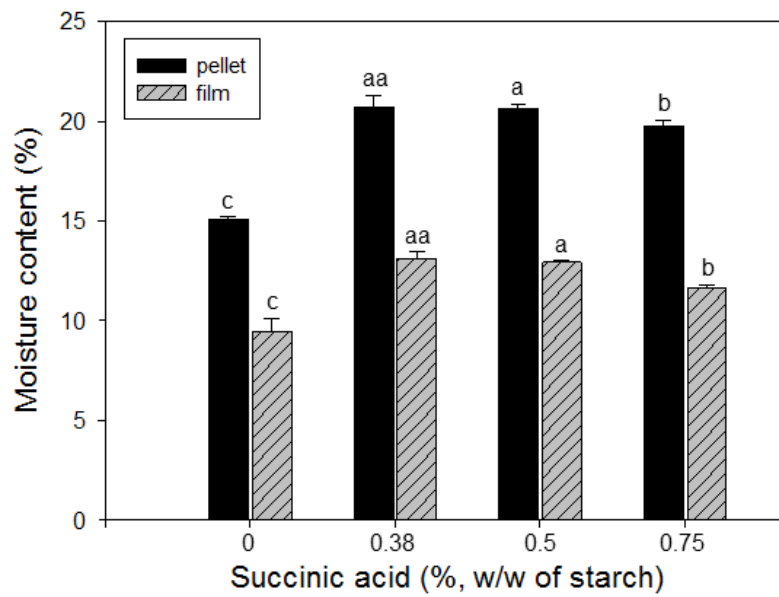 25
20
15
10
5
0
Moisture content (%)
pellet
film
c
c
aa
aa
a
a
b
b
0
0.38
0.5
0.75
Succinic acid (%, w/w of starch)